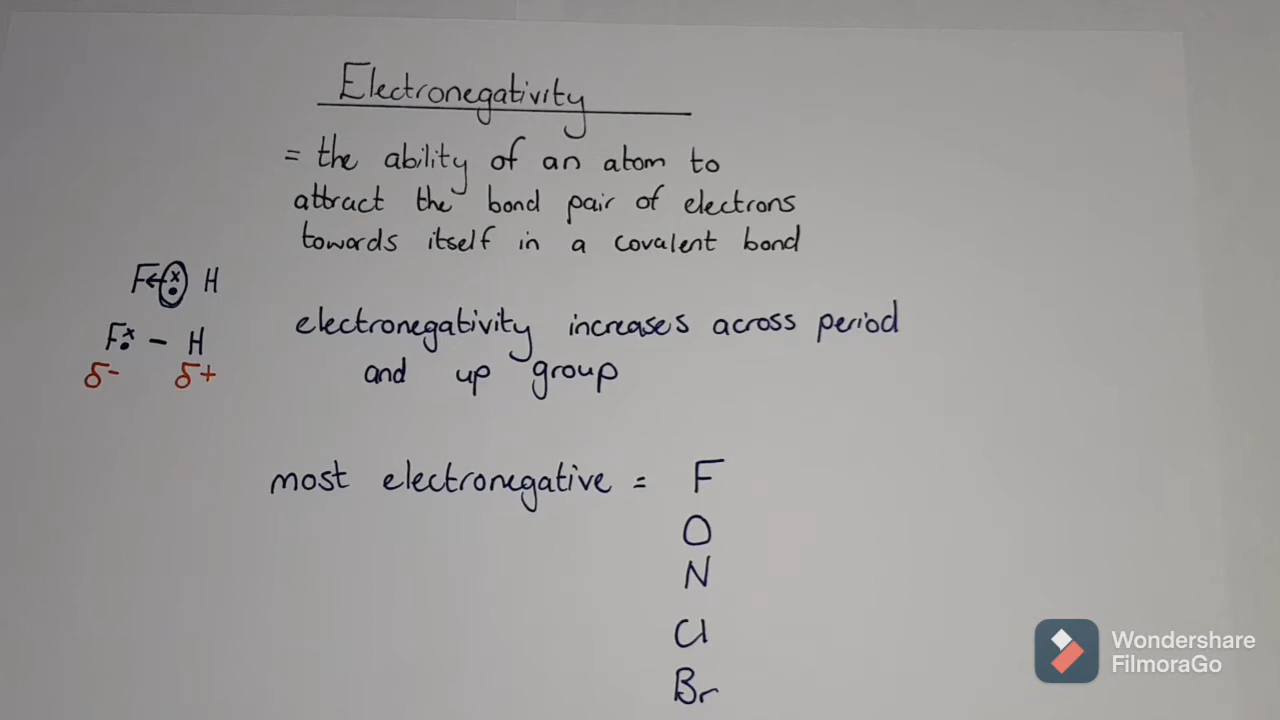 Electronegativity
= the ability of an atom to
attract the bond pair of electrons
towards itself in a covalent bond
F H
F – H
δ- δ+
electronegativity increases across period
and up group
most electronegative = F
O
N
Cl
Br
Wondershare
FilmoraGo